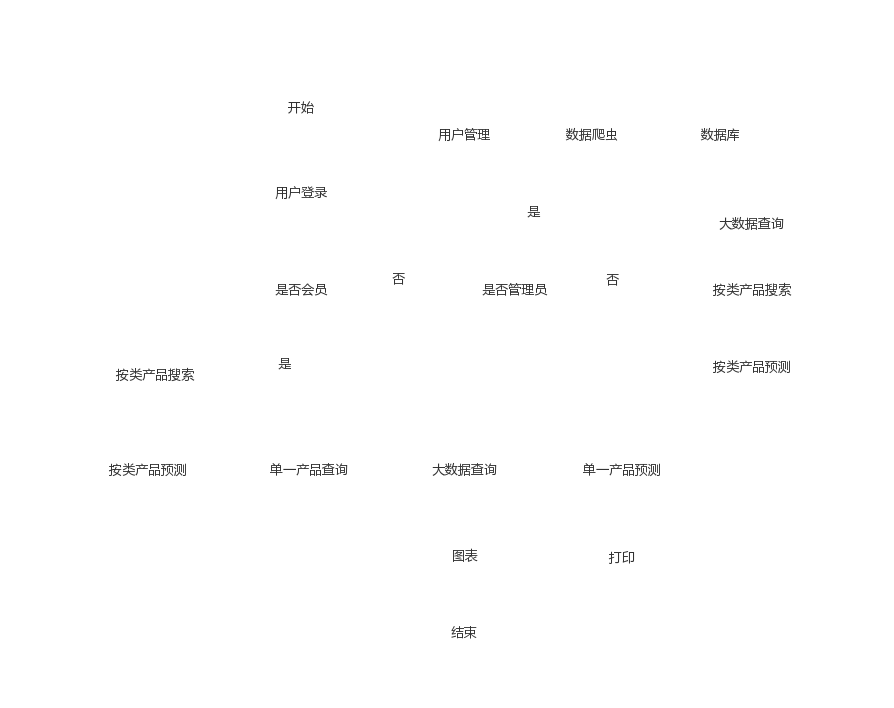 开始
用户管理
数据爬虫
数据库
用户登录
是
大数据查询
否
否
是否会员
是否管理员
按类产品搜索
是
按类产品预测
按类产品搜索
按类产品预测
单一产品查询
大数据查询
单一产品预测
图表
打印
结束